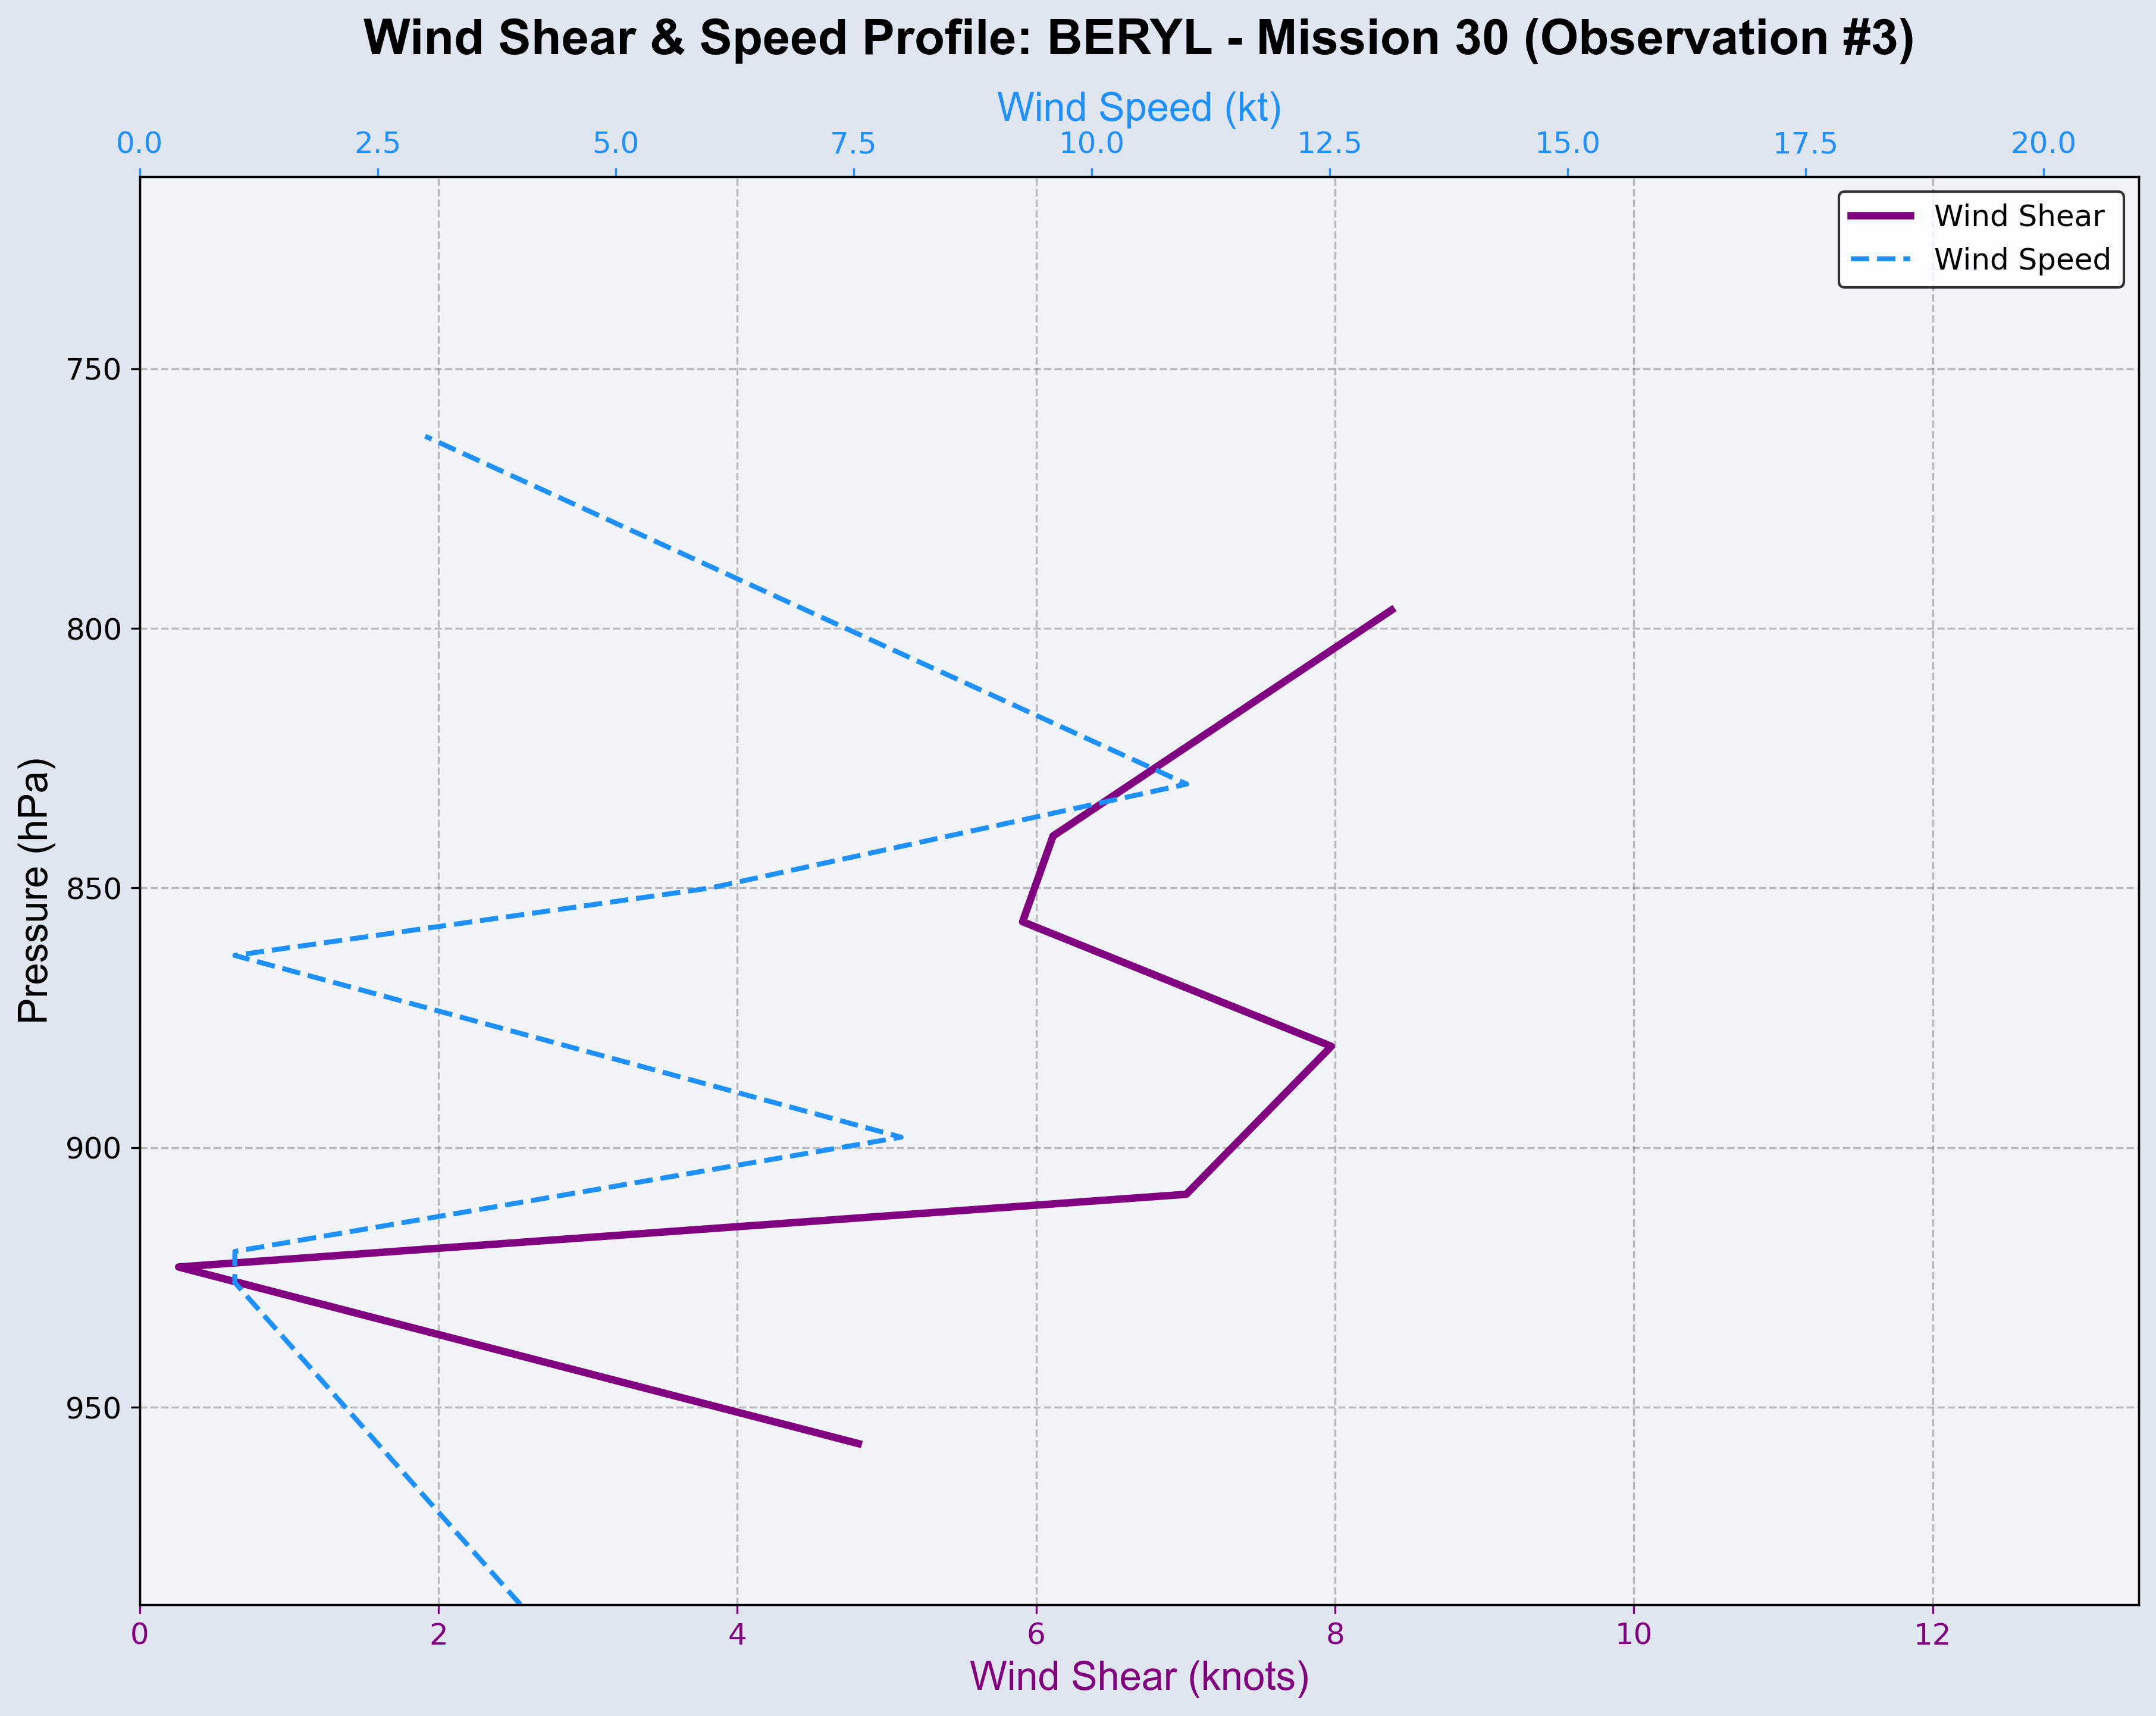 Wind Shear & Speed Profile: BERYL - Mission 30 (Observation #3)
Wind Speed (kt)
0.0 2.5 5.0 7.5 10.0 12.5 15.0 17.5 20.0
Wind Shear
Wind Speed
750
800
850
900
950
Pressure (hPa)
0 2 4 6 8 10 12
Wind Shear (knots)